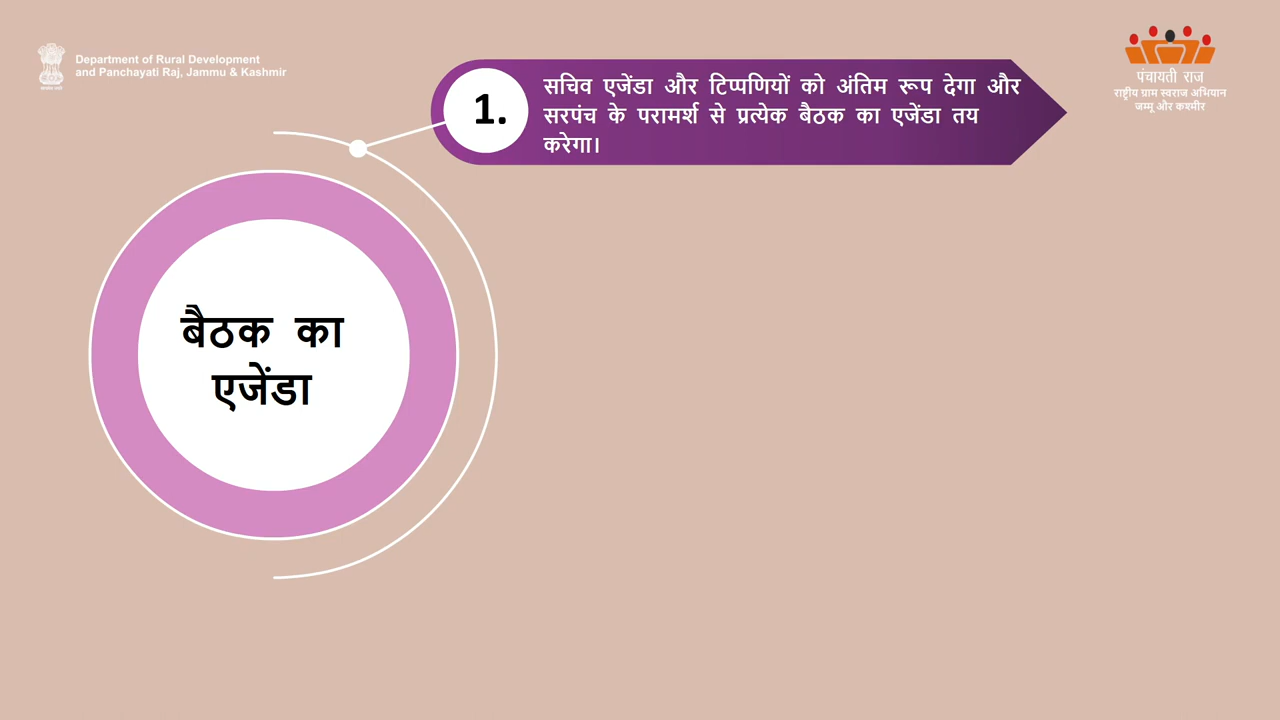 Department of Rural Development
and Panchayati Raj, Jammu & Kashmir
पंचायती राज
राष्ट्रीय ग्राम स्वराज अभियान
जम्मू और कश्मीर
1.
सचिव एजेंडा और टिप्पणियों को अंतिम रूप देगा और
सरपंच के परामर्श से प्रत्येक बैठक का एजेंडा तय
करेगा।
बैठक का
एजेंडा